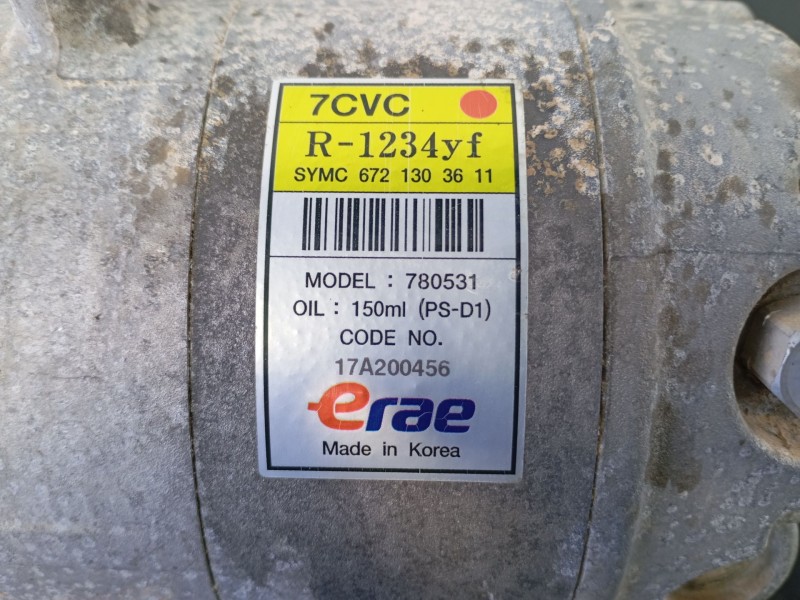 7CVC
R-1234yf
SYMC 672 130 36 11
MODEL : 780531
OIL : 150ml (PS-D1)
CODE NO.
17A200456
erae
Made in Korea